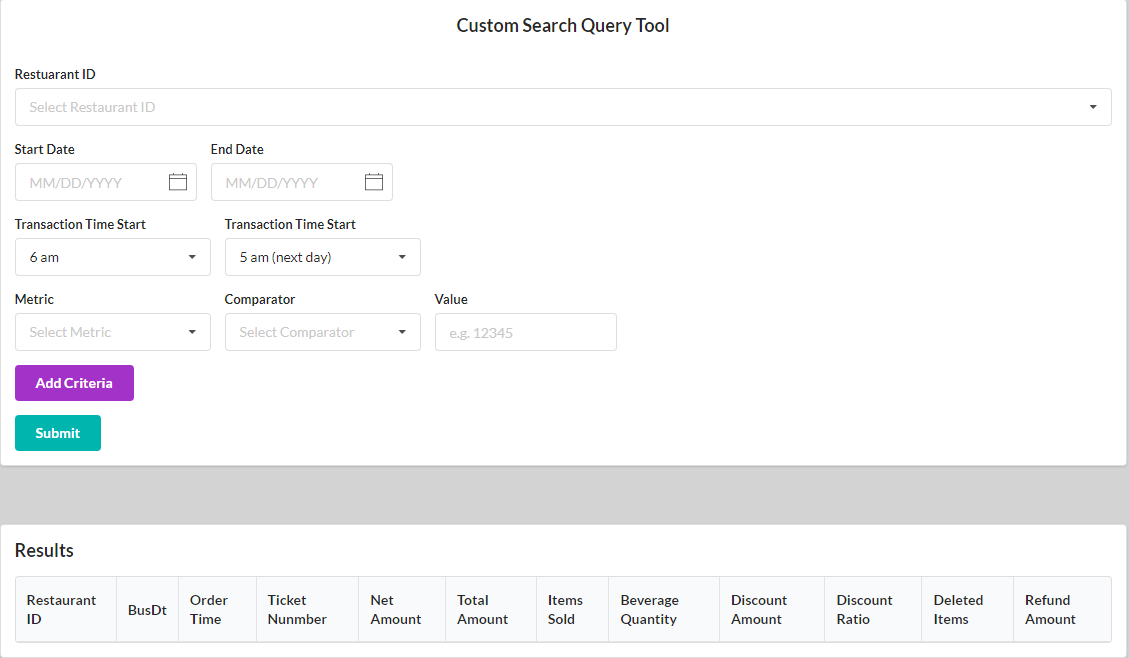 Custom Search Query Tool
Restuarant ID
Select Restaurant ID
Start Date End Date
MM/DD/YYYY MM/DD/YYYY
Transaction Time Start Transaction Time Start
6 am 5 am (next day)
Metric Comparator Value
Select Metric Select Comparator e.g. 12345
Add Criteria
Submit
Results
Restaurant ID BusDt Order Time Ticket Nunmber Net Amount Total Amount Items Sold Beverage Quantity Discount Amount Discount Ratio Deleted Items Refund Amount